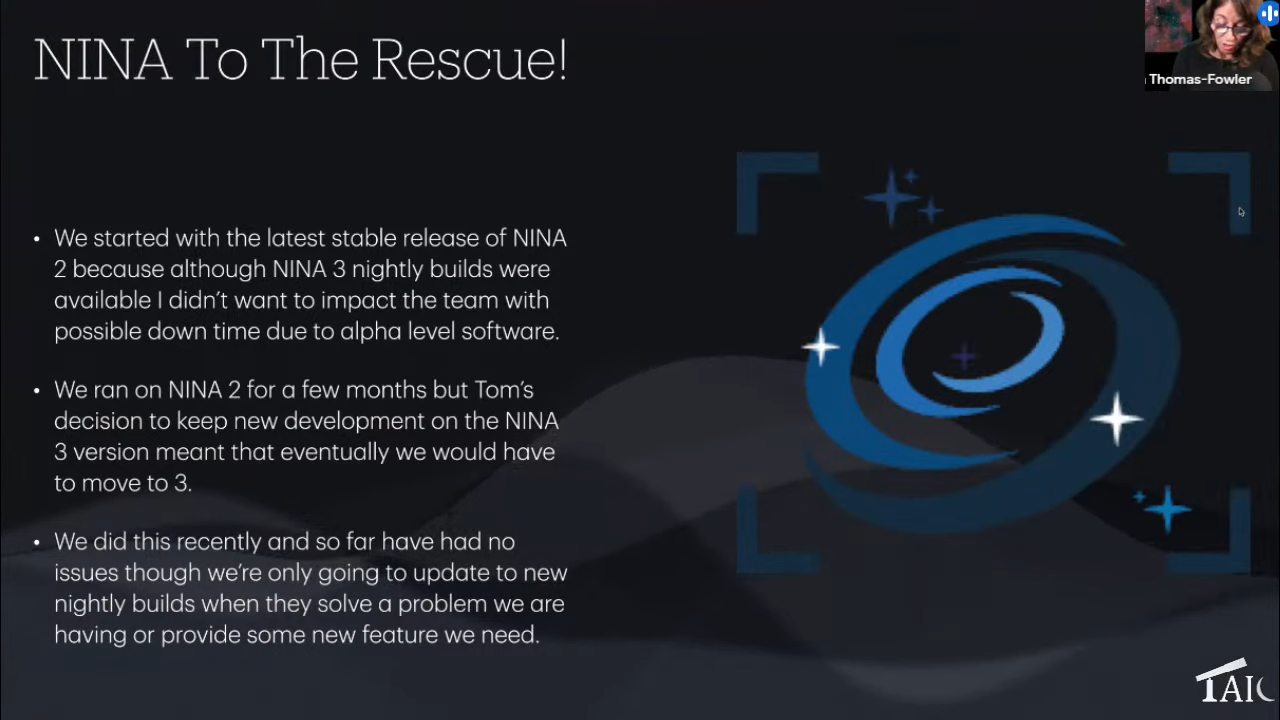 NINA To The Rescue!
Thomas-Fowler
• We started with the latest stable release of NINA
2 because although NINA 3 nightly builds were
available I didn’t want to impact the team with
possible down time due to alpha level software.
• We ran on NINA 2 for a few months but Tom’s
decision to keep new development on the NINA
3 version meant that eventually we would have
to move to 3.
• We did this recently and so far have had no
issues though we’re only going to update to new
nightly builds when they solve a problem we are
having or provide some new feature we need.
TAIC